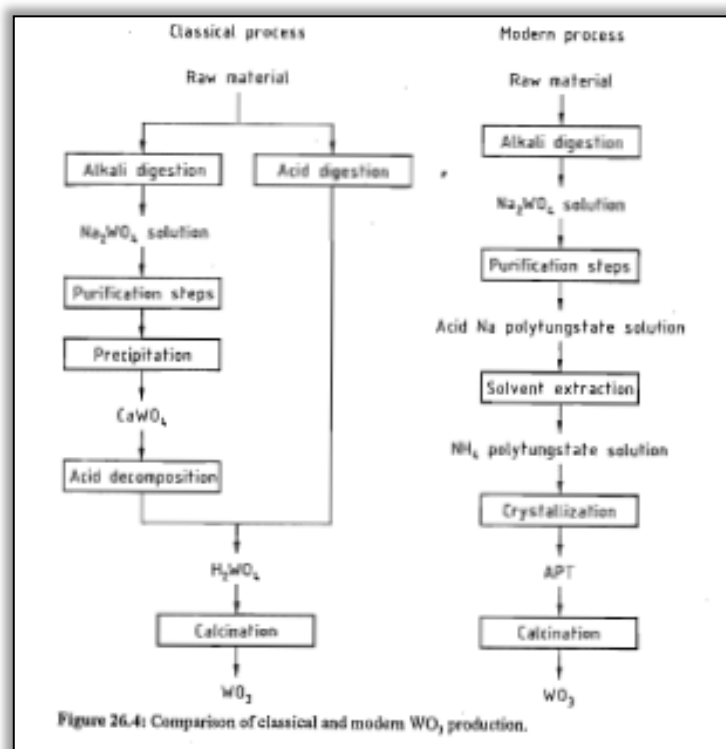 Classical process
Raw material
Alkali digestion
Acid digestion
Na₂WO₄ solution
Purification steps
Precipitation
CaWO₄
Acid decomposition
H₂WO₄
Calcination
WO₃
Modern process
Raw material
Alkali digestion
Na₂WO₄ solution
Purification steps
Acid Na polytungstate solution
Solvent extraction
NH₄ polytungstate solution
Crystallization
APT
Calcination
WO₃
Figure 26.4: Comparison of classical and modern WO₃ production.